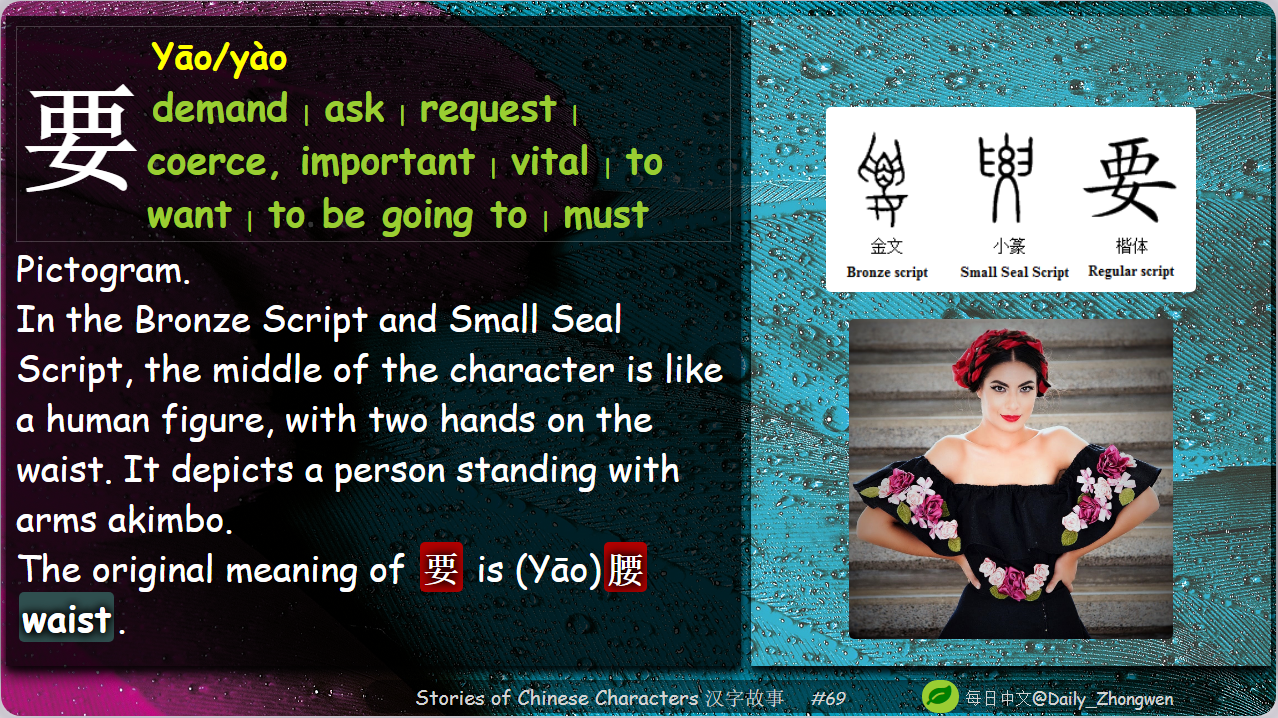 Yāo/yào
要
demand | ask | request |
coerce, important | vital | to
want | to be going to | must
Pictogram.
In the Bronze Script and Small Seal
Script, the middle of the character is like
a human figure, with two hands on the
waist. It depicts a person standing with
arms akimbo.
The original meaning of 要 is (Yāo)腰
waist.
要
金文 小篆 楷体
Bronze script Small Seal Script Regular script
Stories of Chinese Characters 汉字故事 #69
每日中文@Daily_Zhongwen